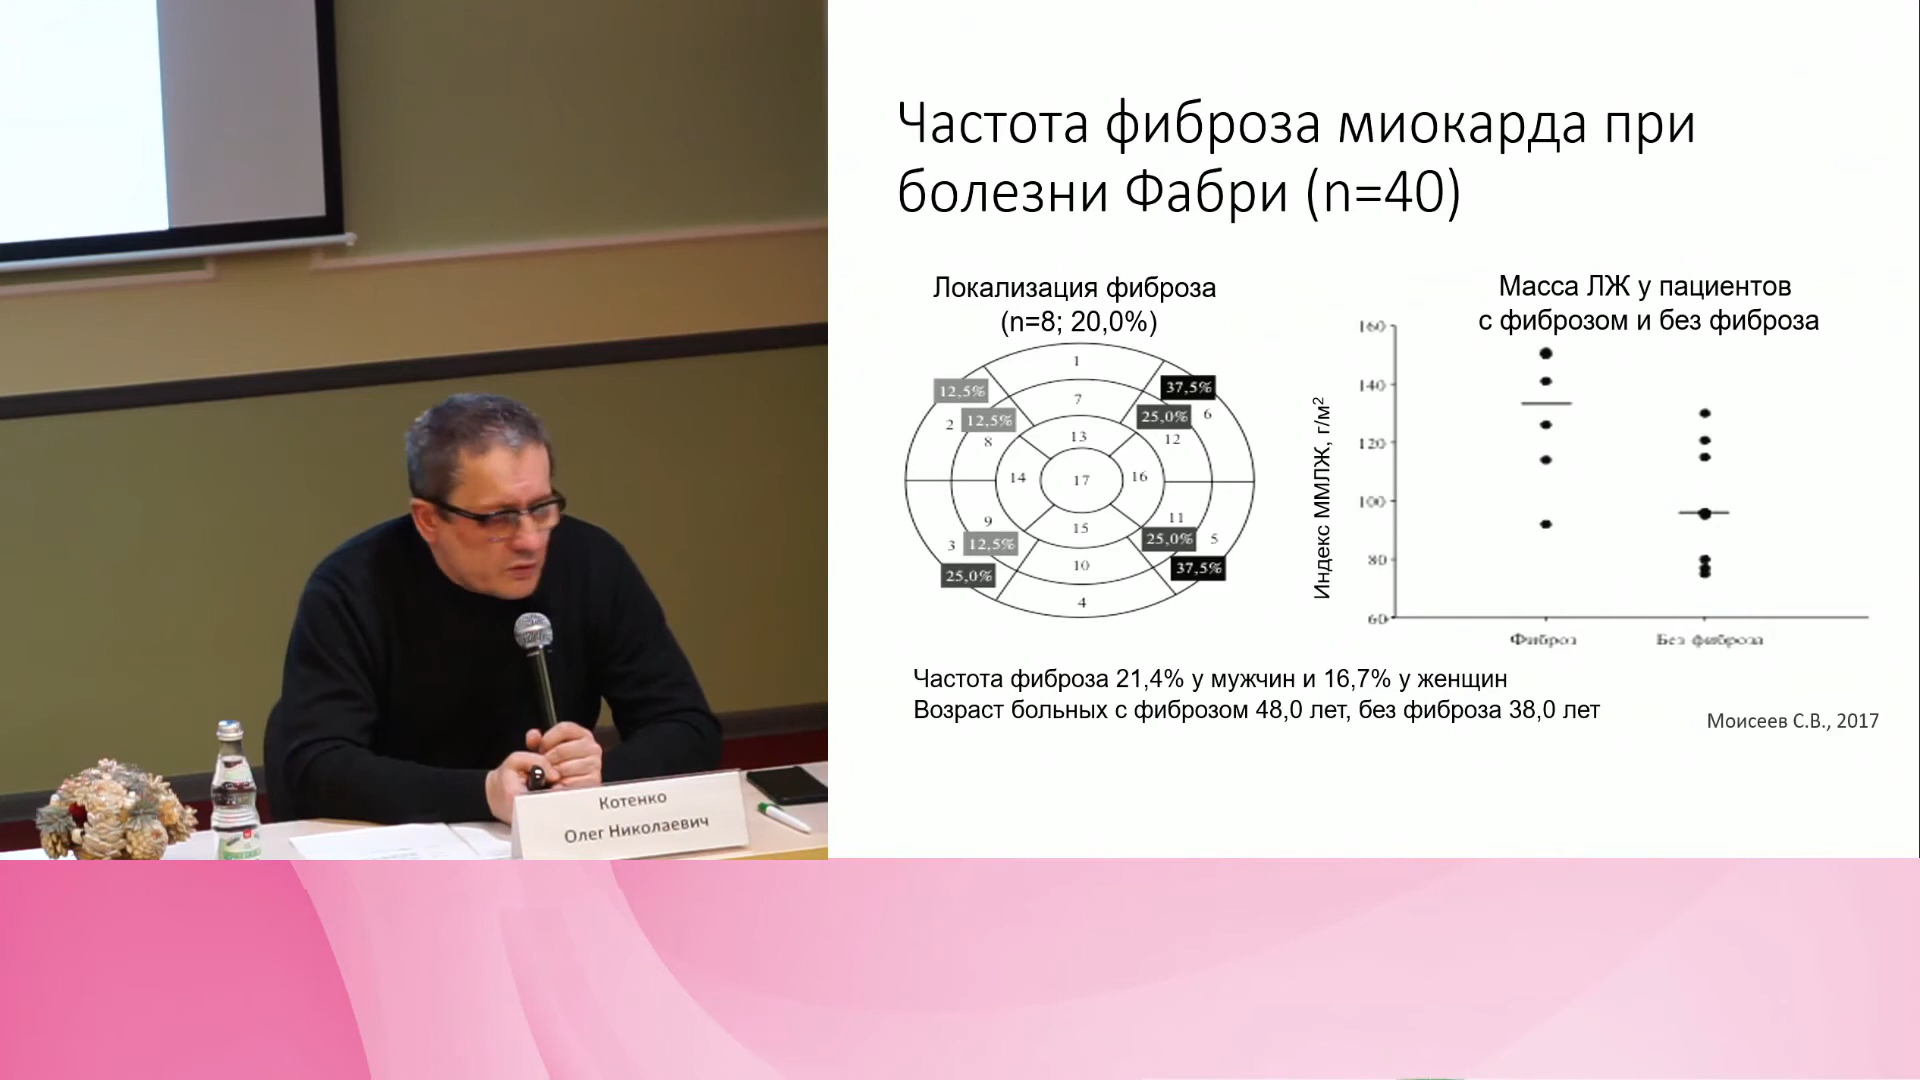 Частота фиброза миокарда при
болезни Фабри (n=40)
Локализация фиброза
(n=8; 20,0%)
1
12,5%
37,5%
7
2
12,5%
25,0%
6
8
13
12
14
17
16
9
15
11
3
12,5%
25,0%
5
25,0%
10
37,5%
4
Масса ЛЖ у пациентов
с фиброзом и без фиброза
Индекс ММЛЖ, г/м²
160
140
120
100
80
60
Фиброз
Без фиброза
Частота фиброза 21,4% у мужчин и 16,7% у женщин
Возраст больных с фиброзом 48,0 лет, без фиброза 38,0 лет
Моисеев С.В., 2017
Котенко
Олег Николаевич